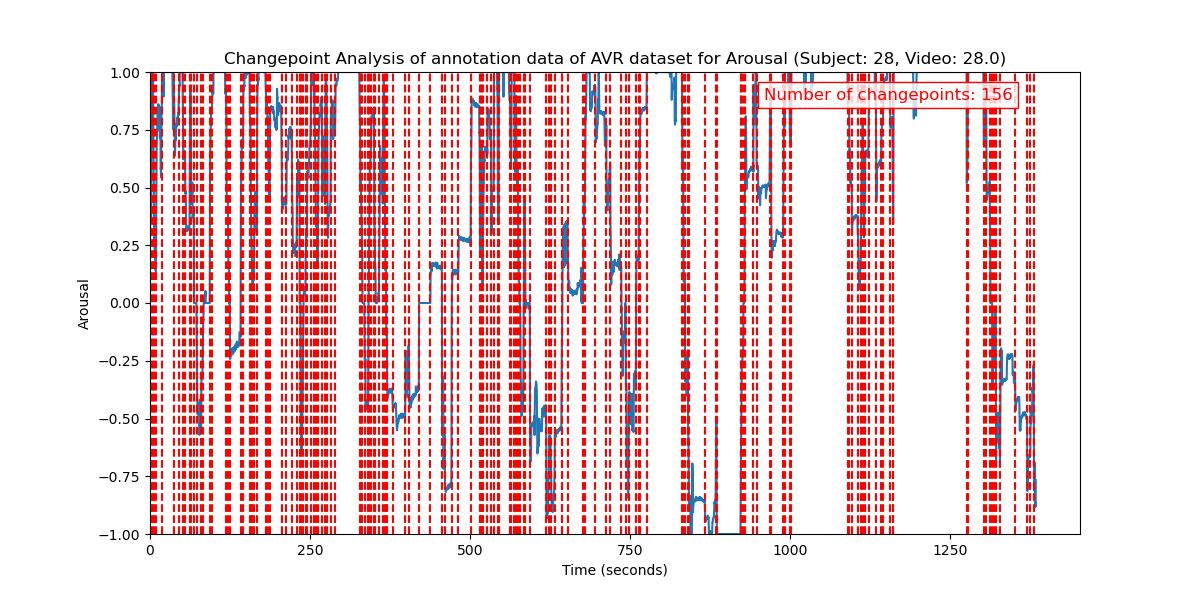 Changepoint Analysis of annotation data of AVR dataset for Arousal (Subject: 28, Video: 28.0)
Number of changepoints: 156
1.00
0.75
0.50
0.25
0.00
−0.25
−0.50
−0.75
−1.00
Arousal
0 250 500 750 1000 1250
Time (seconds)